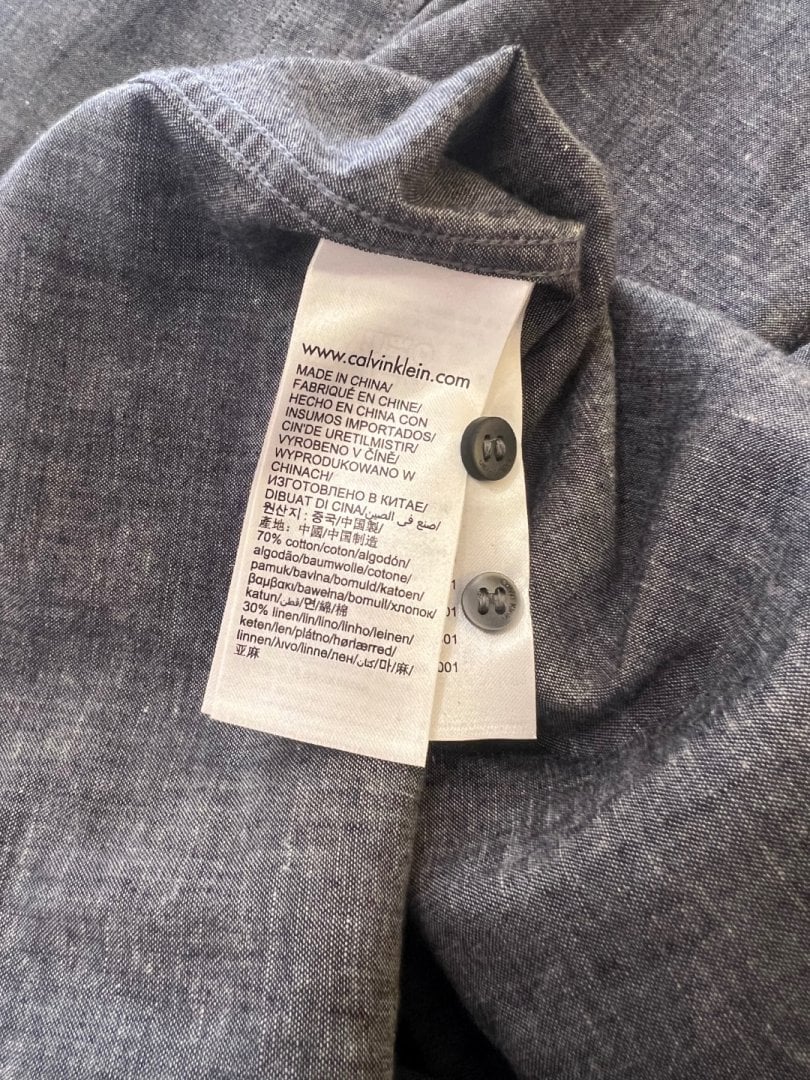 www.calvinklein.com
MADE IN CHINA/
FABRIQUÉ EN CHINE/
HECHO EN CHINA CON
INSUMOS IMPORTADOS/
CIN'DE URETILMISTIR/
VYROBENO V ČÍNĚ/
WYPRODUKOWANO W
CHINACH/
ИЗГОТОВЛЕНО В КИТАЕ/
DIBUAT DI CINA/صنع في الصين/
원산지 : 중국/中国製/
產地：中國/中国制造
70% cotton/coton/algodón/
algodão/baumwolle/cotone/
pamuk/bavlna/bomuld/katoen/
βαμβακι/bawełna/bomull/хлопок/
katun/قطن/면/綿/棉
30% linen/lin/lino/linho/leinen/
keten/len/plátno/hørlærred/
linnen/λινο/linne/лен/كتان/마/麻/
亚麻
001